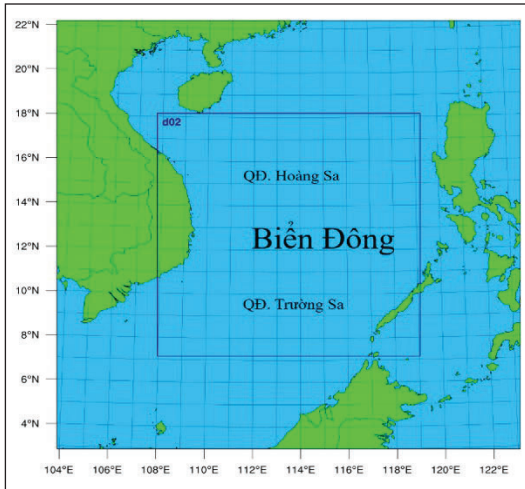 22°N
20°N
18°N
d02
16°N
QĐ. Hoàng Sa
14°N
Biển Đông
12°N
10°N
QĐ. Trường Sa
8°N
6°N
4°N
104°E 106°E 108°E 110°E 112°E 114°E 116°E 118°E 120°E 122°E